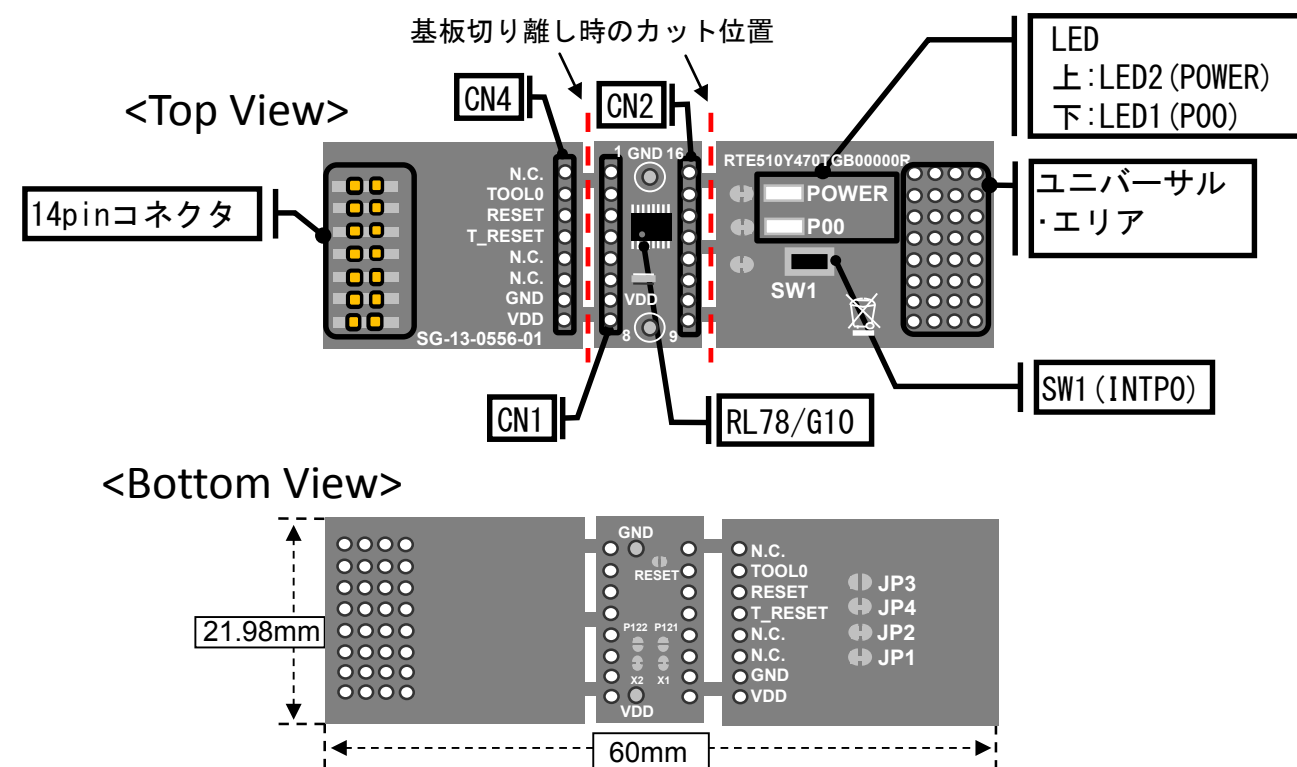 基板切り離し時のカット位置
<Top View>
CN4
CN2
LED
上:LED2(POWER)
下:LED1(P00)
14pinコネクタ
N.C.
TOOL0
RESET
T_RESET
N.C.
N.C.
GND
VDD
SG-13-0556-01
1 GND 16
VDD
8 9
RTE510Y470TGB00000R
POWER
P00
SW1
ユニバーサル
・エリア
CN1
RL78/G10
SW1(INTP0)
<Bottom View>
21.98mm
GND
RESET
P122 P121
X2 X1
VDD
N.C.
TOOL0
RESET
T_RESET
N.C.
N.C.
GND
VDD
JP3
JP4
JP2
JP1
60mm